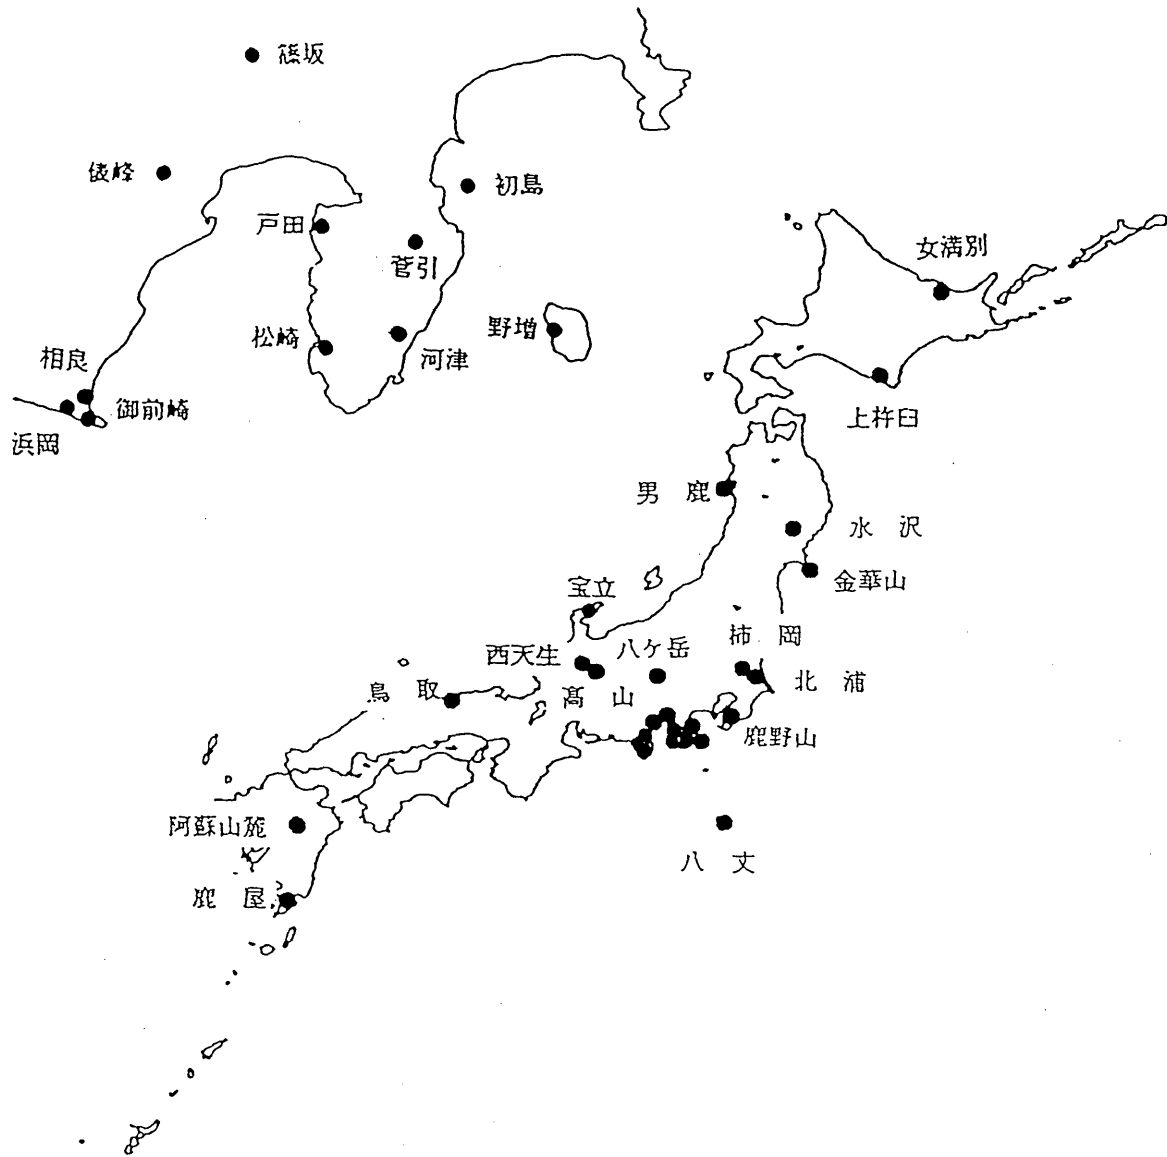 篠坂
俵峰
初島
戸田
菅引
女満別
野増
松崎
河津
相良
御前崎
上杵臼
浜岡
男 鹿
水 沢
金華山
宝立
柿 岡
八ケ岳
西天生
北 浦
鳥 取
高 山
鹿野山
阿蘇山麓
八 丈
鹿 屋